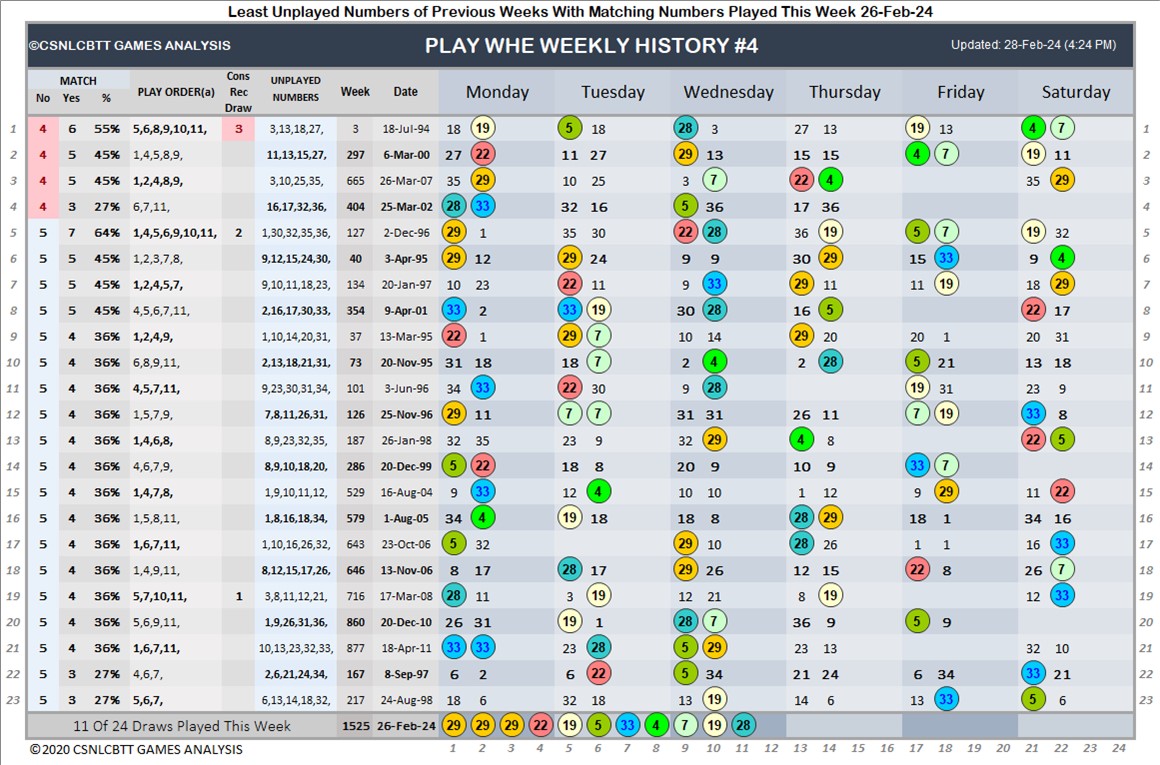 Least Unplayed Numbers of Previous Weeks With Matching Numbers Played This Week 26-Feb-24
©CSNLCBTT GAMES ANALYSIS PLAY WHE WEEKLY HISTORY #4 Updated: 28-Feb-24 (4:24 PM)
MATCH Cons
No Yes % PLAY ORDER(a) Rec UNPLAYED Week Date Monday Tuesday Wednesday Thursday Friday Saturday
Draw NUMBERS
1 4 6 55% 5,6,8,9,10,11, 3 3,13,18,27, 3 18-Jul-94 18 19 5 18 28 3 27 13 19 13 4 7 1
2 4 5 45% 1,4,5,8,9, 11,13,15,27, 297 6-Mar-00 27 22 11 27 29 13 15 15 4 7 19 11 2
3 4 5 45% 1,2,4,8,9, 3,10,25,35, 665 26-Mar-07 35 29 10 25 3 7 22 4 35 29 3
4 4 3 27% 6,7,11, 16,17,32,36, 404 25-Mar-02 28 33 32 16 5 36 17 36 4
5 5 7 64% 1,4,5,6,9,10,11, 2 1,30,32,35,36, 127 2-Dec-96 29 1 35 30 22 28 36 19 5 7 19 32 5
6 5 5 45% 1,2,3,7,8, 9,12,15,24,30, 40 3-Apr-95 29 12 29 24 9 9 30 29 15 33 9 4 6
7 5 5 45% 1,2,4,5,7, 9,10,11,18,23, 134 20-Jan-97 10 23 22 11 9 33 29 11 11 19 18 29 7
8 5 5 45% 4,5,6,7,11, 2,16,17,30,33, 354 9-Apr-01 33 2 33 19 30 28 16 5 22 17 8
9 5 4 36% 1,2,4,9, 1,10,14,20,31, 37 13-Mar-95 22 1 29 7 10 14 29 20 20 1 20 31 9
10 5 4 36% 6,8,9,11, 2,13,18,21,31, 73 20-Nov-95 31 18 18 7 2 4 2 28 5 21 13 18 10
11 5 4 36% 4,5,7,11, 9,23,30,31,34, 101 3-Jun-96 34 33 22 30 9 28 19 31 23 9 11
12 5 4 36% 1,5,7,9, 7,8,11,26,31, 126 25-Nov-96 29 11 7 7 31 31 26 11 7 19 33 8 12
13 5 4 36% 1,4,6,8, 8,9,23,32,35, 187 26-Jan-98 32 35 23 9 32 29 4 8 22 5 13
14 5 4 36% 4,6,7,9, 8,9,10,18,20, 286 20-Dec-99 5 22 18 8 20 9 10 9 33 7 14
15 5 4 36% 1,4,7,8, 1,9,10,11,12, 529 16-Aug-04 9 33 12 4 10 10 1 12 9 29 11 22 15
16 5 4 36% 1,5,8,11, 1,8,16,18,34, 579 1-Aug-05 34 4 19 18 18 8 28 29 18 1 34 16 16
17 5 4 36% 1,6,7,11, 1,10,16,26,32, 643 23-Oct-06 5 32 29 10 28 26 1 1 16 33 17
18 5 4 36% 1,4,9,11, 8,12,15,17,26, 646 13-Nov-06 8 17 28 17 29 26 12 15 22 8 26 7 18
19 5 4 36% 5,7,10,11, 1 3,8,11,12,21, 716 17-Mar-08 28 11 3 19 12 21 8 19 12 33 19
20 5 4 36% 5,6,9,11, 1,9,26,31,36, 860 20-Dec-10 26 31 19 1 28 7 36 9 5 9 20
21 5 4 36% 1,6,7,11, 10,13,23,32,33, 877 18-Apr-11 33 33 23 28 5 29 23 13 32 10 21
22 5 3 27% 4,6,7, 2,6,21,24,34, 167 8-Sep-97 6 2 6 22 5 34 21 24 6 34 33 21 22
23 5 3 27% 5,6,7, 6,13,14,18,32, 217 24-Aug-98 18 6 32 18 13 19 14 6 13 33 5 6 23
11 Of 24 Draws Played This Week 1525 26-Feb-24 29 29 29 22 19 5 33 4 7 19 28
© 2020 CSNLCBTT GAMES ANALYSIS 1 2 3 4 5 6 7 8 9 10 11 12 13 14 15 16 17 18 19 20 21 22 23 24